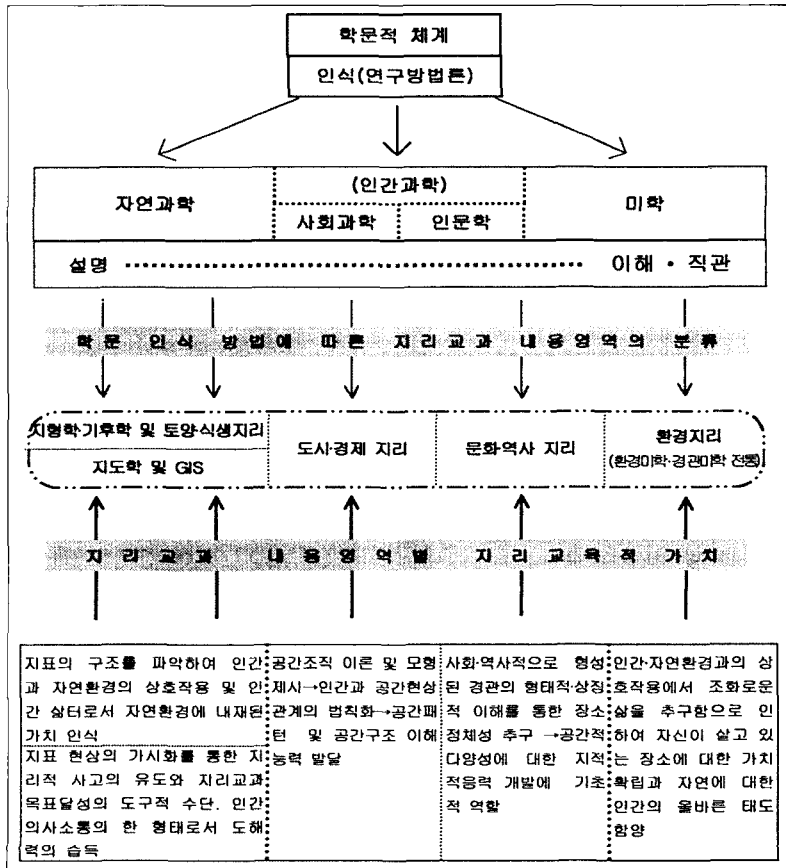 학문적 체계
인식(연구방법론)
자연과학
(인간과학)
사회과학
인문학
미학
설명
이해 • 직관
학문 인식 방법에 따른 지리교과 내용영역의 분류
지형학·기후학 및 토양식생지리
지도학 및 GIS
도시·경제 지리
문화·역사 지리
환경지리
(환경미학·경관미학 전통)
지리교과 내용영역별 지리교육적가치
지표의 구조를 파악하여 인간
과 자연환경의 상호작용 및 인
간 삶터로서 자연환경에 내재된
가치 인식
지표 현상의 가시화를 통한 지
리적 사고의 유도와 지리교과
목표달성의 도구적 수단. 인간
의사소통의 한 형태로서 도해
력의 습득
공간조직 이론 및 모형
제시→인간과 공간현상
관계의 법칙화→공간패
턴 및 공간구조 이해
능력 발달
사회·역사적으로 형성
된 경관의 형태적·상징
적 이해를 통한 장소
정체성 추구 →공간적
다양성에 대한 지적
적응력 개발에 기초
적 역할
인간·자연환경과의 상
호작용에서 조화로운
삶을 추구함으로 인
하여 자신이 살고 있
는 장소에 대한 가치
확립과 자연에 대한
인간의 올바른 태도
함양